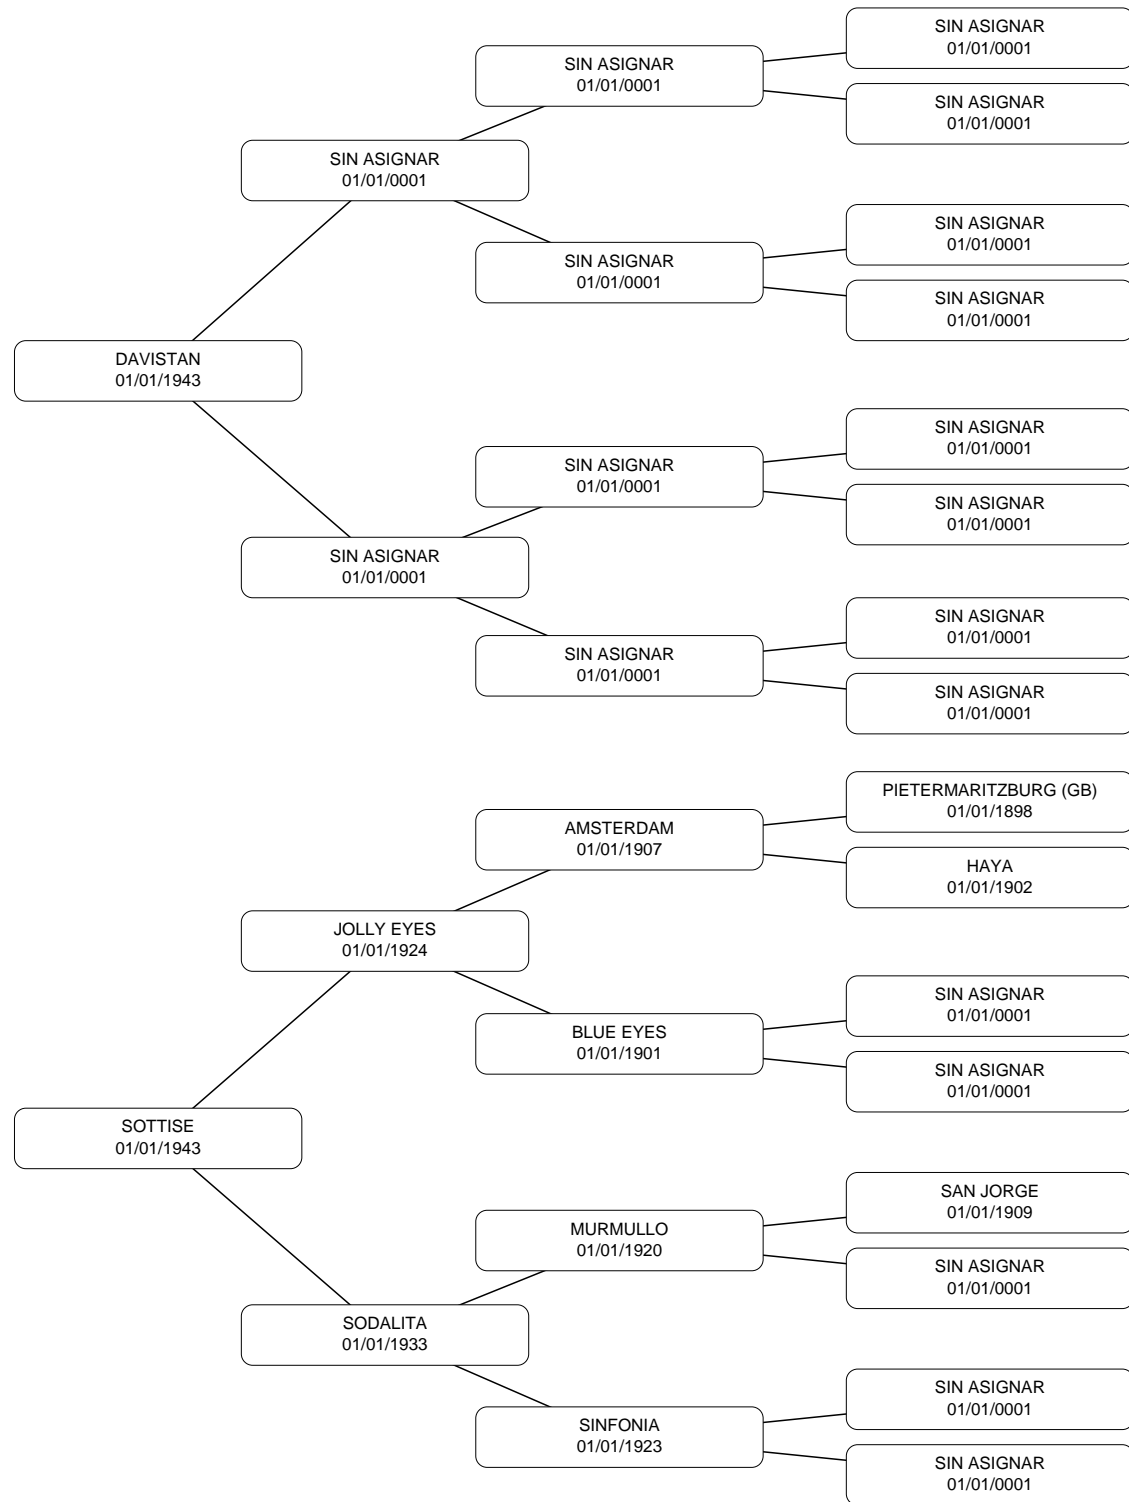 SIN ASIGNAR
01/01/0001
SIN ASIGNAR
01/01/0001
SIN ASIGNAR
01/01/0001
SIN ASIGNAR
01/01/0001
SIN ASIGNAR
01/01/0001
SIN ASIGNAR
01/01/0001
SIN ASIGNAR
01/01/0001
DAVISTAN
01/01/1943
SIN ASIGNAR
01/01/0001
SIN ASIGNAR
01/01/0001
SIN ASIGNAR
01/01/0001
SIN ASIGNAR
01/01/0001
SIN ASIGNAR
01/01/0001
SIN ASIGNAR
01/01/0001
SIN ASIGNAR
01/01/0001
PIETERMARITZBURG (GB)
01/01/1898
AMSTERDAM
01/01/1907
HAYA
01/01/1902
JOLLY EYES
01/01/1924
SIN ASIGNAR
01/01/0001
BLUE EYES
01/01/1901
SIN ASIGNAR
01/01/0001
SOTTISE
01/01/1943
SAN JORGE
01/01/1909
MURMULLO
01/01/1920
SIN ASIGNAR
01/01/0001
SODALITA
01/01/1933
SIN ASIGNAR
01/01/0001
SINFONIA
01/01/1923
SIN ASIGNAR
01/01/0001